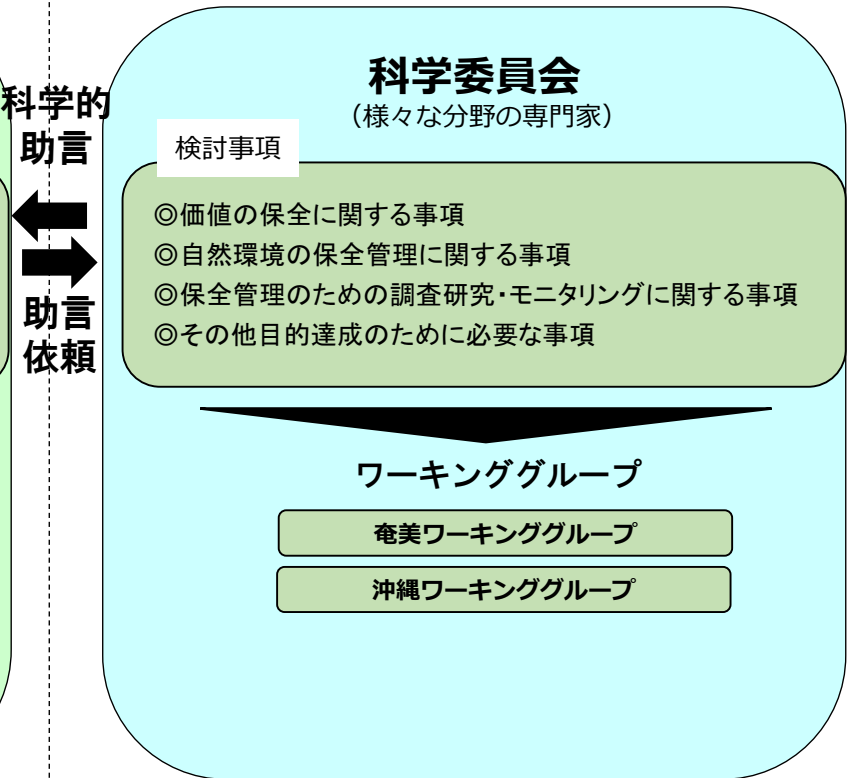 科学的
助言
助言
依頼
科学委員会
（様々な分野の専門家）
検討事項
◎価値の保全に関する事項
◎自然環境の保全管理に関する事項
◎保全管理のための調査研究・モニタリングに関する事項
◎その他目的達成のために必要な事項
ワーキンググループ
奄美ワーキンググループ
沖縄ワーキンググループ